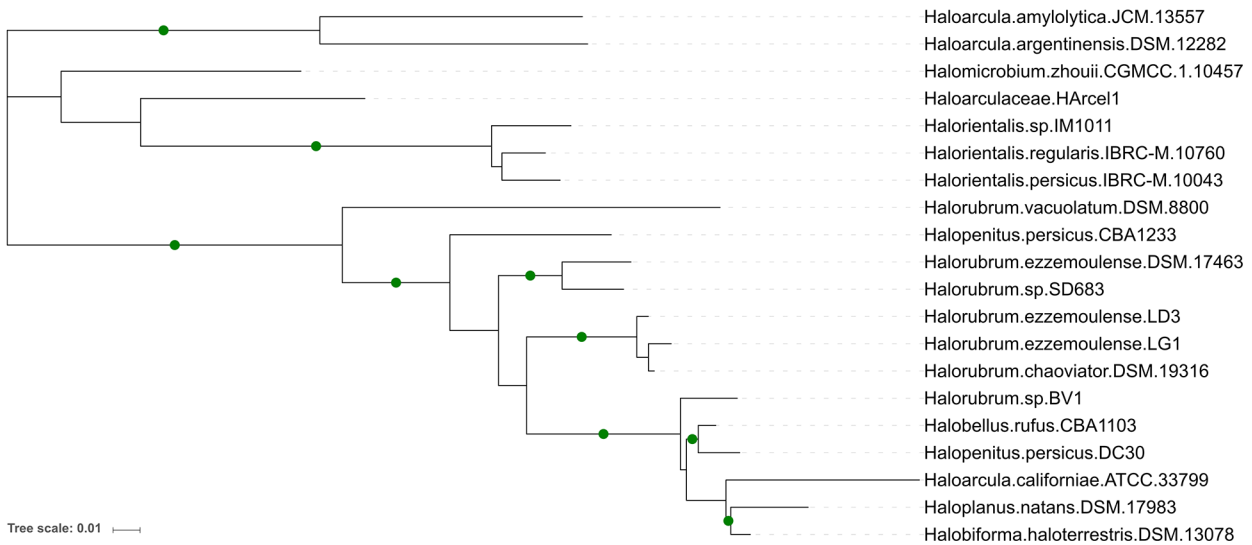 Haloarcula.amylolytica.JCM.13557
Haloarcula.argentinensis.DSM.12282
Halomicrobium.zhouii.CGMCC.1.10457
Haloarculaceae.HArcel1
Halorientalis.sp.IM1011
Halorientalis.regularis.IBRC-M.10760
Halorientalis.persicus.IBRC-M.10043
Halorubrum.vacuolatum.DSM.8800
Halopenitus.persicus.CBA1233
Halorubrum.ezzemoulense.DSM.17463
Halorubrum.sp.SD683
Halorubrum.ezzemoulense.LD3
Halorubrum.ezzemoulense.LG1
Halorubrum.chaoviator.DSM.19316
Halorubrum.sp.BV1
Halobellus.rufus.CBA1103
Halopenitus.persicus.DC30
Haloarcula.californiae.ATCC.33799
Haloplanus.natans.DSM.17983
Halobiforma.haloterrestris.DSM.13078
Tree scale: 0.01